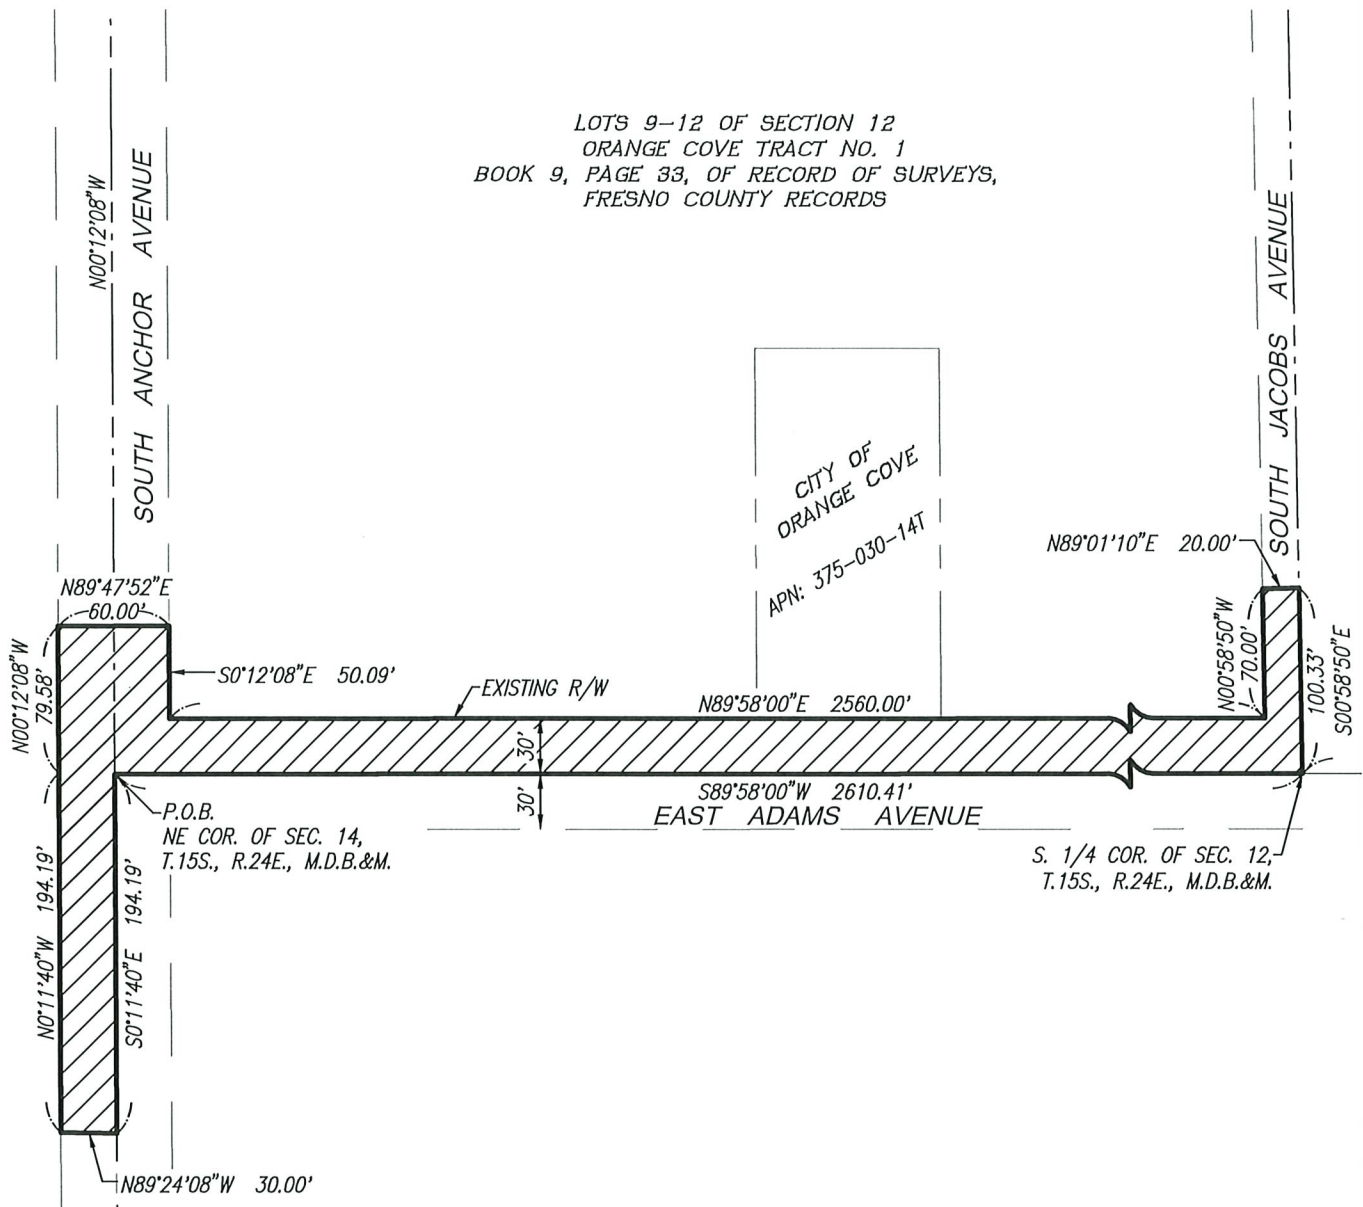 LOTS 9-12 OF SECTION 12
ORANGE COVE TRACT NO. 1
BOOK 9, PAGE 33, OF RECORD OF SURVEYS,
FRESNO COUNTY RECORDS
N00°12'08"W
SOUTH ANCHOR AVENUE
SOUTH JACOBS AVENUE
CITY OF
ORANGE COVE
APN: 375-030-14T
N89°01'10"E 20.00'
N89°47'52"E
60.00'
N00°12'08"W
79.58'
S0°12'08"E 50.09'
EXISTING R/W
N89°58'00"E 2560.00'
N00°58'50"W
70.00'
100.33'
S00°58'50"E
30'
30'
S89°58'00"W 2610.41'
EAST ADAMS AVENUE
P.O.B.
NE COR. OF SEC. 14,
T.15S., R.24E., M.D.B.&M.
S. 1/4 COR. OF SEC. 12,
T.15S., R.24E., M.D.B.&M.
N0°11'40"W 194.19'
S0°11'40"E 194.19'
N89°24'08"W 30.00'